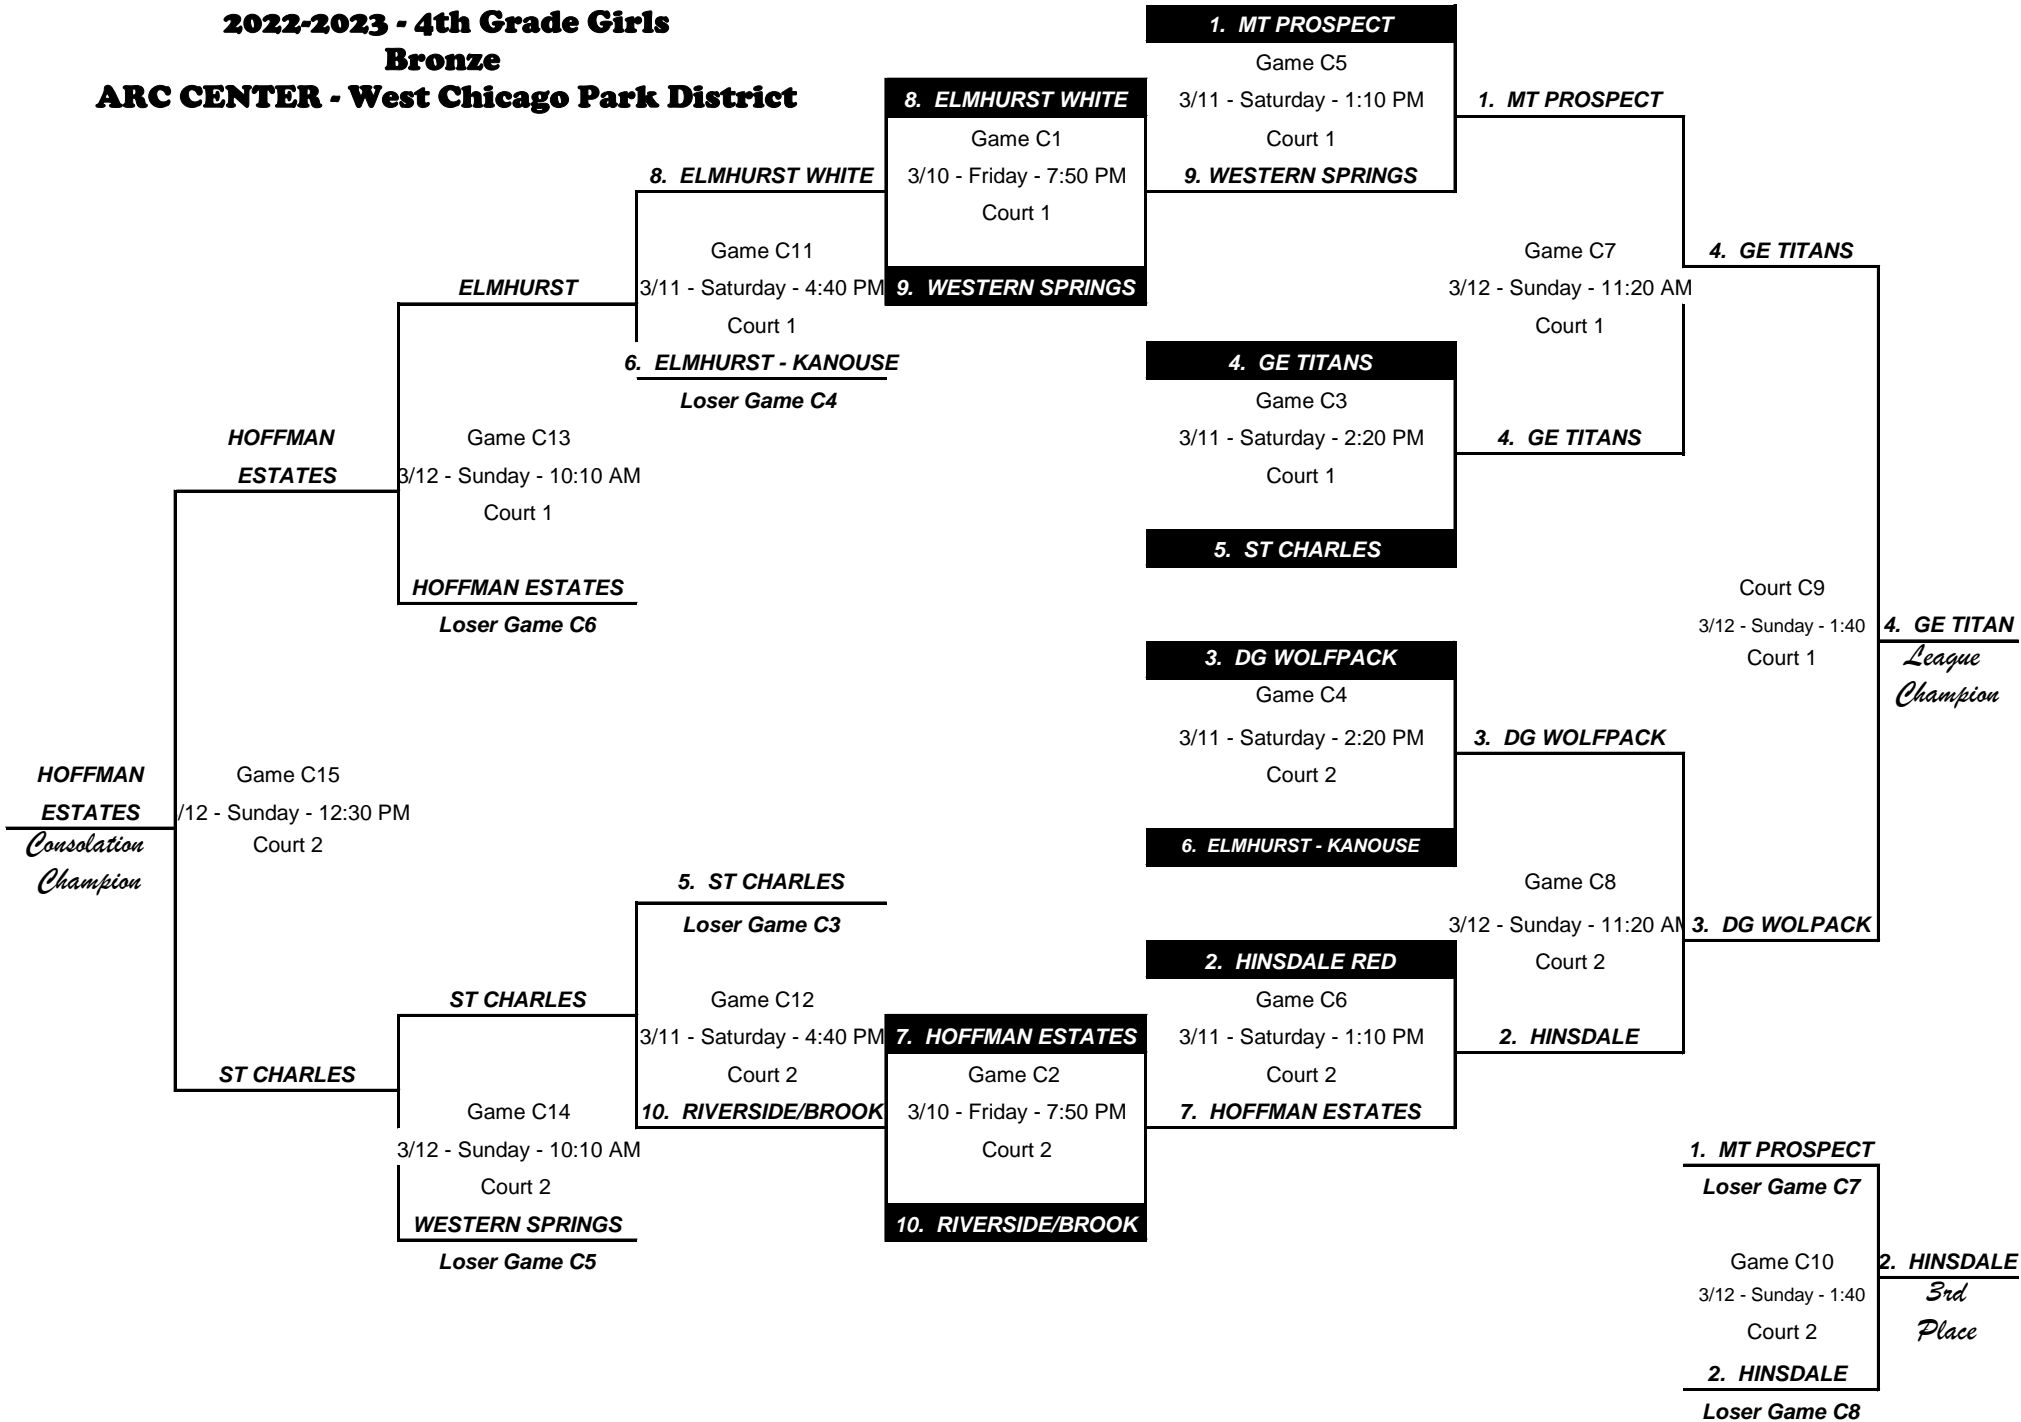 2022-2023 - 4th Grade Girls
Bronze
ARC CENTER - West Chicago Park District
1. MT PROSPECT
Game C5
3/11 - Saturday - 1:10 PM
Court 1
9. WESTERN SPRINGS
8. ELMHURST WHITE
Game C1
3/10 - Friday - 7:50 PM
Court 1
9. WESTERN SPRINGS
1. MT PROSPECT
Game C7
3/12 - Sunday - 11:20 AM
Court 1
4. GE TITANS
4. GE TITANS
8. ELMHURST WHITE
Game C11
3/11 - Saturday - 4:40 PM
Court 1
6. ELMHURST - KANOUSE
Loser Game C4
ELMHURST
4. GE TITANS
Game C3
3/11 - Saturday - 2:20 PM
Court 1
5. ST CHARLES
HOFFMAN
ESTATES
Game C13
3/12 - Sunday - 10:10 AM
Court 1
HOFFMAN ESTATES
Loser Game C6
Court C9
3/12 - Sunday - 1:40
Court 1
4. GE TITAN
League
Champion
3. DG WOLFPACK
Game C4
3/11 - Saturday - 2:20 PM
Court 2
6. ELMHURST - KANOUSE
3. DG WOLFPACK
Game C8
3/12 - Sunday - 11:20 AM
Court 2
2. HINSDALE
3. DG WOLPACK
HOFFMAN
ESTATES
Consolation
Champion
Game C15
/12 - Sunday - 12:30 PM
Court 2
5. ST CHARLES
Loser Game C3
Game C12
3/11 - Saturday - 4:40 PM
Court 2
10. RIVERSIDE/BROOK
2. HINSDALE RED
Game C6
3/11 - Saturday - 1:10 PM
Court 2
7. HOFFMAN ESTATES
7. HOFFMAN ESTATES
Game C2
3/10 - Friday - 7:50 PM
Court 2
10. RIVERSIDE/BROOK
ST CHARLES
ST CHARLES
Game C14
3/12 - Sunday - 10:10 AM
Court 2
WESTERN SPRINGS
Loser Game C5
1. MT PROSPECT
Loser Game C7
Game C10
3/12 - Sunday - 1:40
Court 2
2. HINSDALE
Loser Game C8
2. HINSDALE
3rd
Place